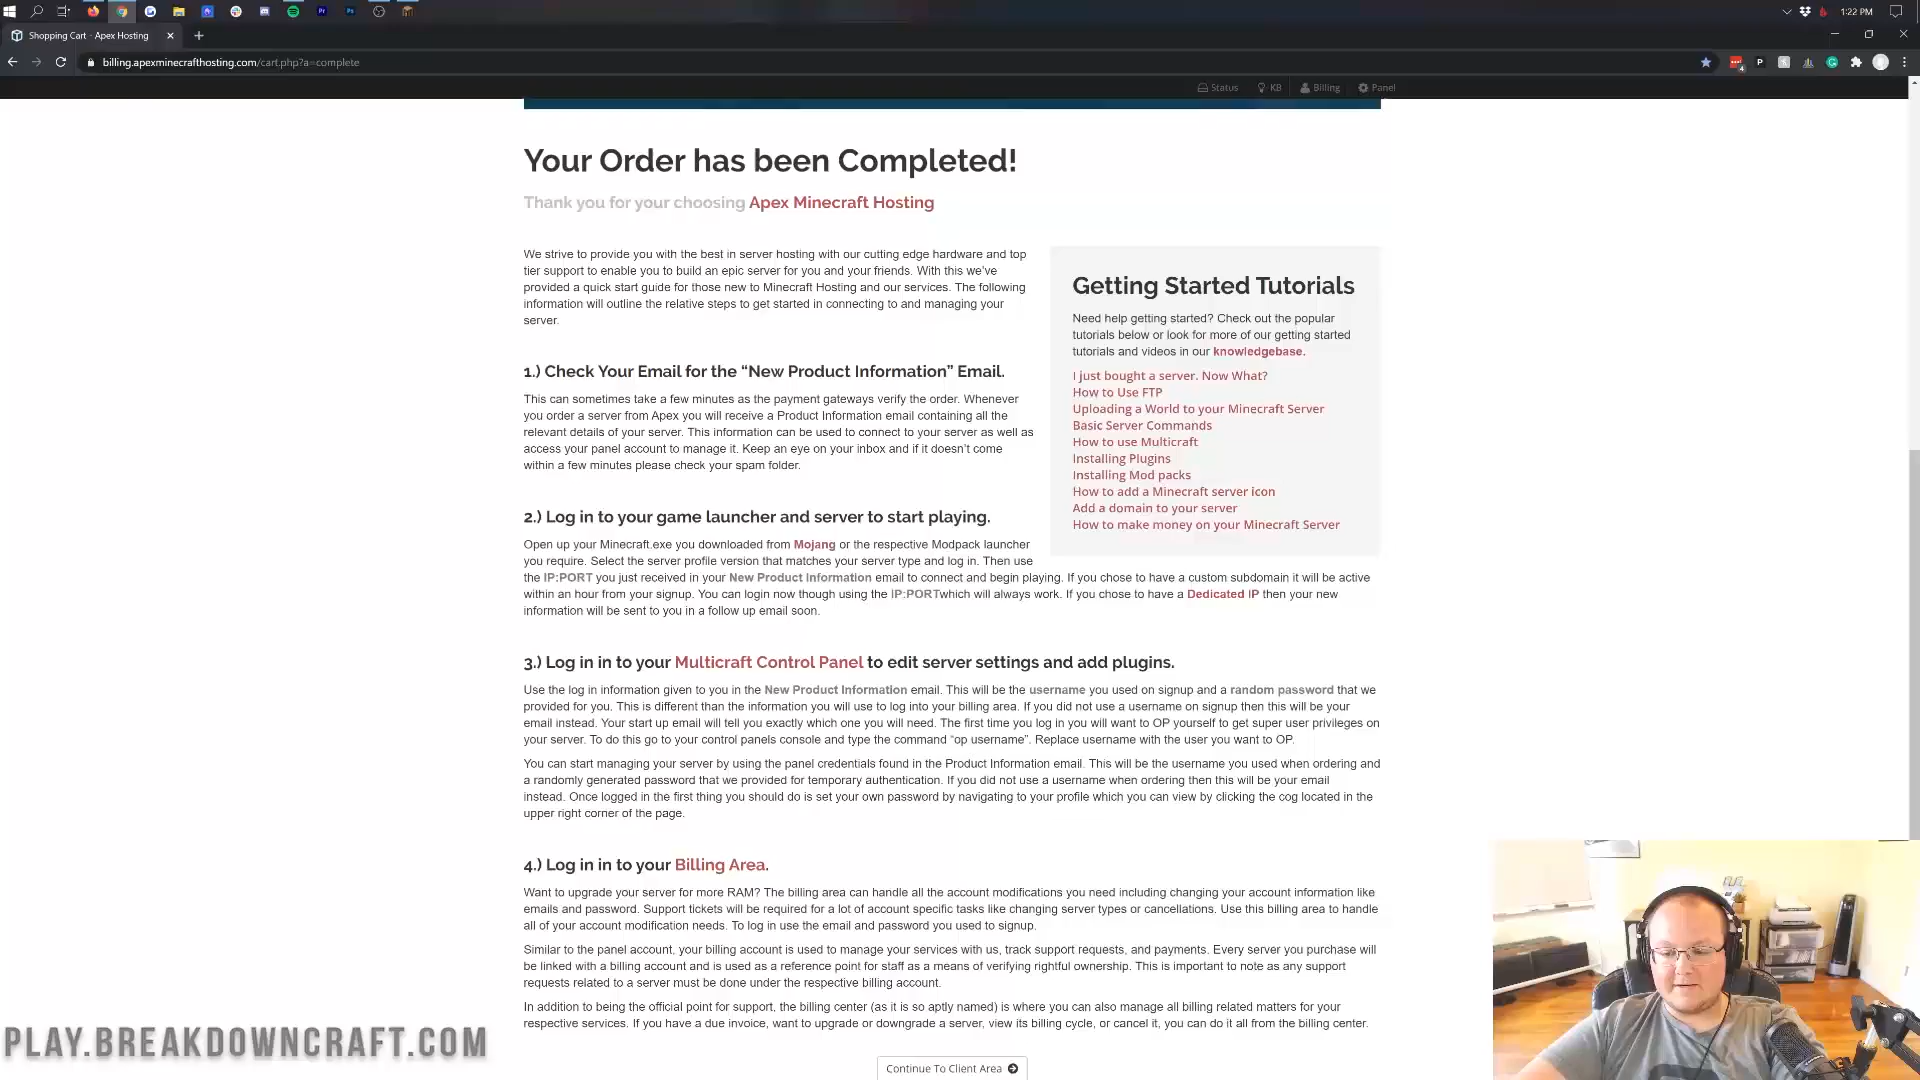 1:22 PM
Shopping Cart - Apex Hosting
billing.apexminecrafthosting.com/cart.php?a=complete
Status KB Billing Panel
Your Order has been Completed!
Thank you for your choosing Apex Minecraft Hosting
We strive to provide you with the best in server hosting with our cutting edge hardware and top
tier support to enable you to build an epic server for you and your friends. With this we've
provided a quick start guide for those new to Minecraft Hosting and our services. The following
information will outline the relative steps to get started in connecting to and managing your
server.
Getting Started Tutorials
Need help getting started? Check out the popular
tutorials below or look for more of our getting started
tutorials and videos in our knowledgebase.
I just bought a server. Now What?
How to Use FTP
Uploading a World to your Minecraft Server
Basic Server Commands
How to use Multicraft
Installing Plugins
Installing Mod packs
How to add a Minecraft server icon
Add a domain to your server
How to make money on your Minecraft Server
1.) Check Your Email for the “New Product Information” Email.
This can sometimes take a few minutes as the payment gateways verify the order. Whenever
you order a server from Apex you will receive a Product Information email containing all the
relevant details of your server. This information can be used to connect to your server as well as
access your panel account to manage it. Keep an eye on your inbox and if it doesn't come
within a few minutes please check your spam folder.
2.) Log in to your game launcher and server to start playing.
Open up your Minecraft.exe you downloaded from Mojang or the respective Modpack launcher
you require. Select the server profile version that matches your server type and log in. Then use
the IP:PORT you just received in your New Product Information email to connect and begin playing. If you chose to have a custom subdomain it will be active
within an hour from your signup. You can login now though using the IP:PORTwhich will always work. If you chose to have a Dedicated IP then your new
information will be sent to you in a follow up email soon.
3.) Log in in to your Multicraft Control Panel to edit server settings and add plugins.
Use the log in information given to you in the New Product Information email. This will be the username you used on signup and a random password that we
provided for you. This is different than the information you will use to log into your billing area. If you did not use a username on signup then this will be your
email instead. Your start up email will tell you exactly which one you will need. The first time you log in you will want to OP yourself to get super user privileges on
your server. To do this go to your control panels console and type the command “op username”. Replace username with the user you want to OP.
You can start managing your server by using the panel credentials found in the Product Information email. This will be the username you used when ordering and
a randomly generated password that we provided for temporary authentication. If you did not use a username when ordering then this will be your email
instead. Once logged in the first thing you should do is set your own password by navigating to your profile which you can view by clicking the cog located in the
upper right corner of the page.
4.) Log in in to your Billing Area.
Want to upgrade your server for more RAM? The billing area can handle all the account modifications you need including changing your account information like
emails and password. Support tickets will be required for a lot of account specific tasks like changing server types or cancellations. Use this billing area to handle
all of your account modification needs. To log in use the email and password you used to signup.
Similar to the panel account, your billing account is used to manage your services with us, track support requests, and payments. Every server you purchase will
be linked with a billing account and is used as a reference point for staff as a means of verifying rightful ownership. This is important to note as any support
requests related to a server must be done under the respective billing account.
In addition to being the official point for support, the billing center (as it is so aptly named) is where you can also manage all billing related matters for your
respective services. If you have a due invoice, want to upgrade or downgrade a server, view its billing cycle, or cancel it, you can do it all from the billing center.
Continue To Client Area
PLAY.BREAKDOWNCRAFT.COM